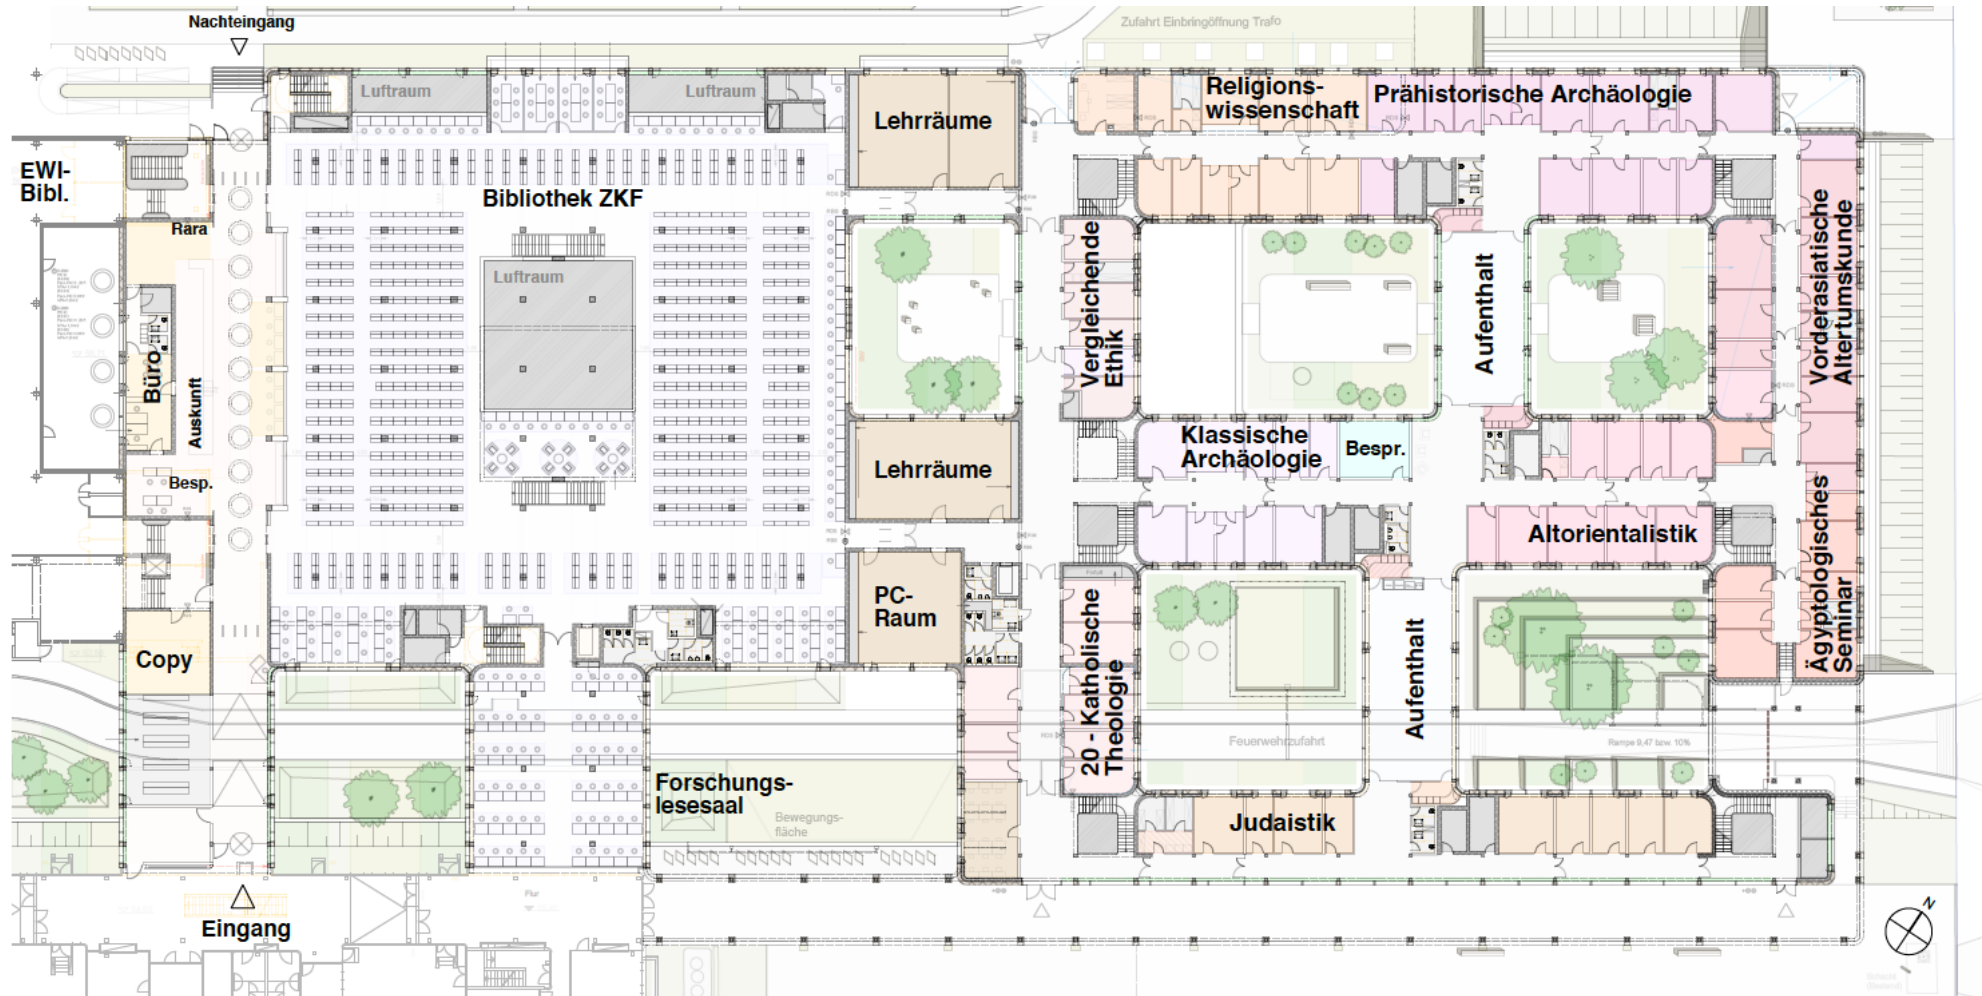 Nachteingang
Zufahrt Einbringöffnung Trafo
Luftraum
Luftraum
Lehrräume
Religions-
wissenschaft
Prähistorische Archäologie
EWI-
Bibl.
Bibliothek ZKF
Rara
Luftraum
Vergleichende
Ethik
Aufenthalt
Vorderasiatische
Altertumskunde
Büro
Auskunft
Klassische
Archäologie
Bespr.
Lehrräume
Besp.
Altorientalistik
Ägyptologisches
Seminar
PC-
Raum
20 - Katholische
Theologie
Aufenthalt
Copy
Feuerwehrzufahrt
Rampe 9,47 bzw. 10%
Forschungs-
lesesaal
Bewegungs-
fläche
Judaistik
Flur
Eingang
N